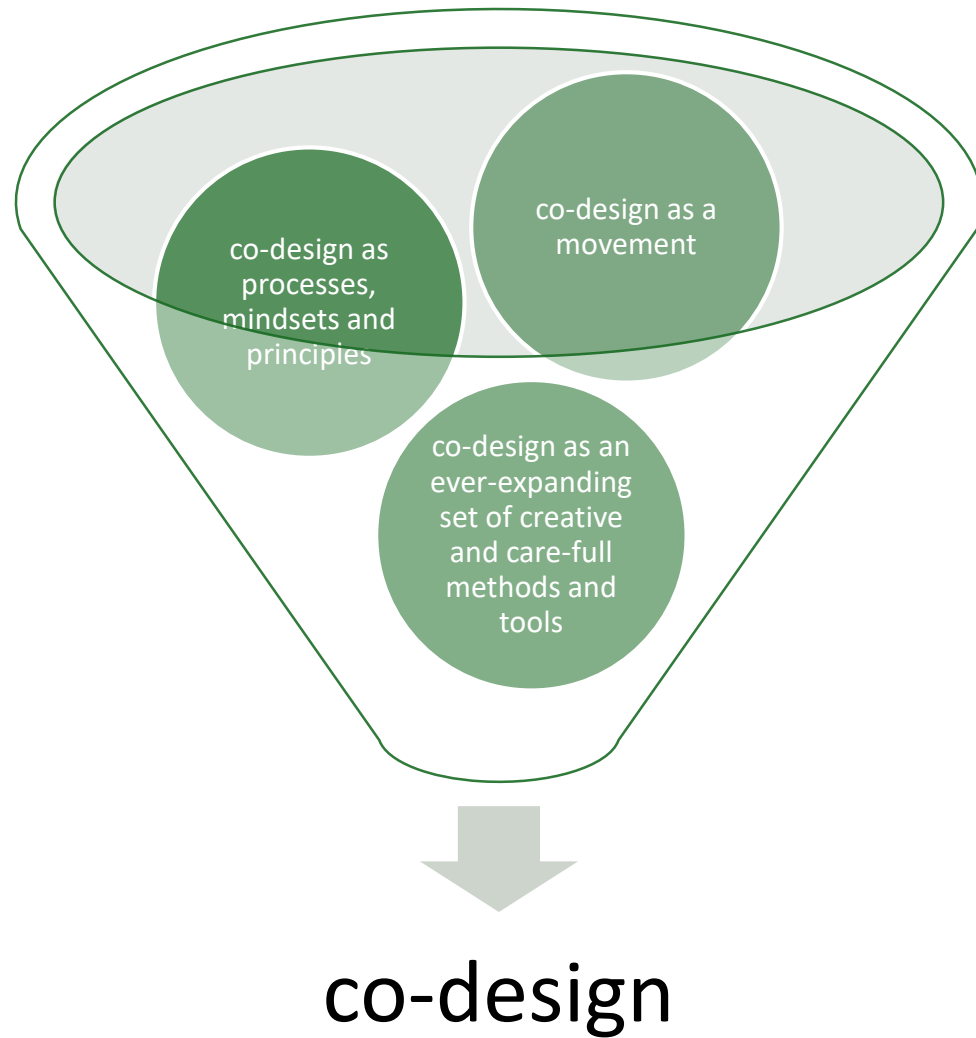 co-design as
processes,
mindsets and
principles
co-design as a
movement
co-design as an
ever-expanding
set of creative
and care-full
methods and
tools
co-design